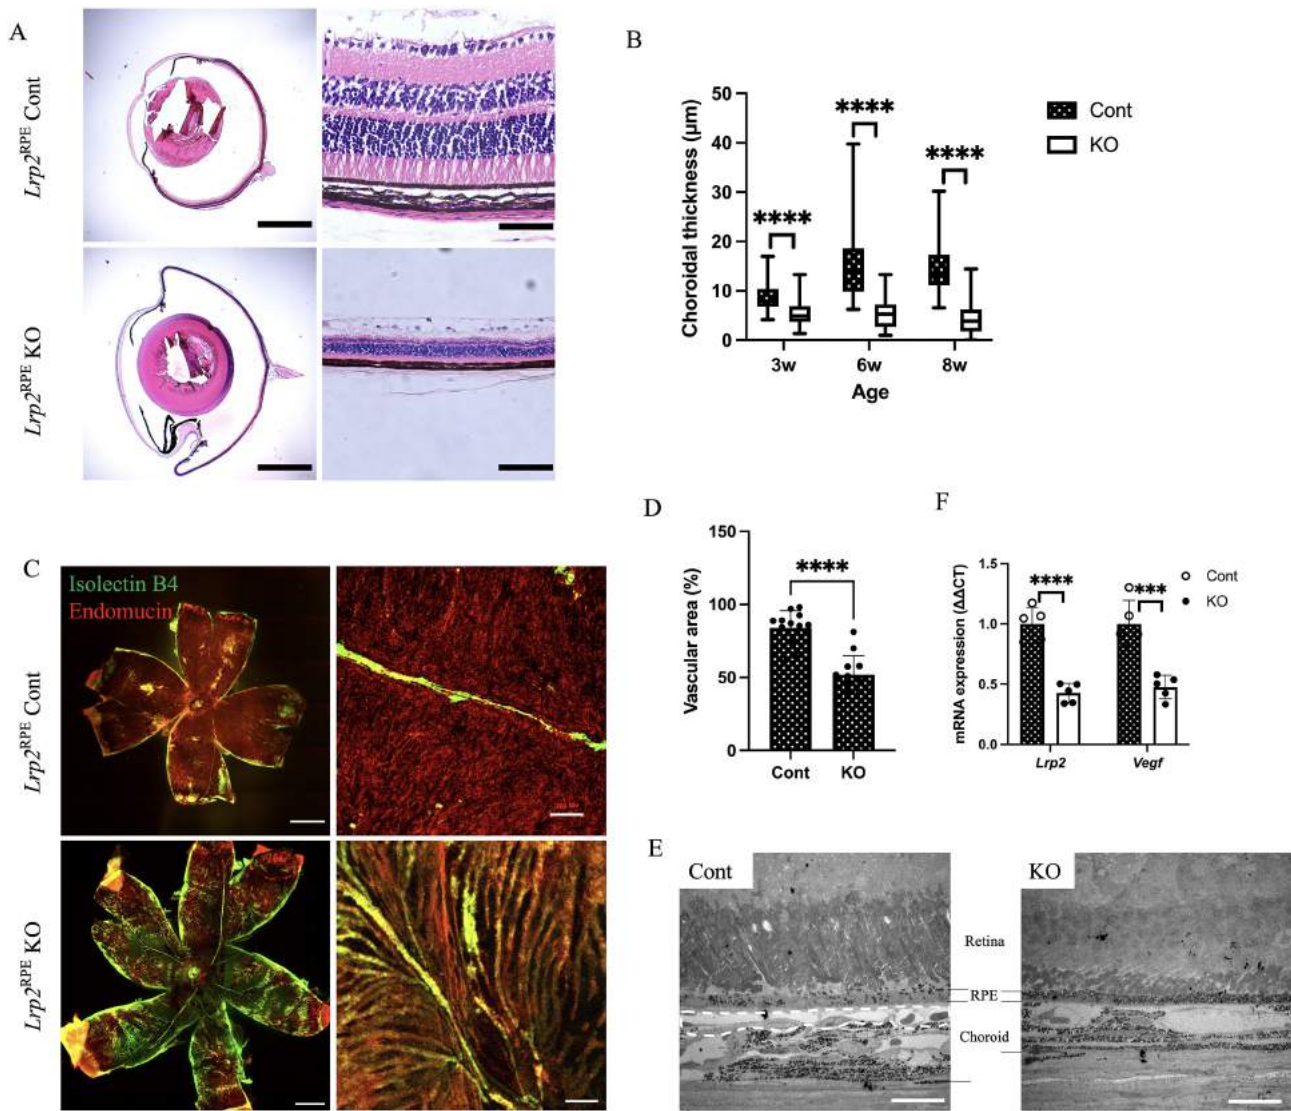 A
Lrp2RPE Cont
Lrp2RPE KO
B
Choroidal thickness (μm)
50
40
30
20
10
0
****
****
****
3w
6w
8w
Age
Cont
KO
C
Isolectin B4
Endomucin
Lrp2RPE Cont
Lrp2RPE KO
D
Vascular area (%)
150
100
50
0
****
Cont
KO
F
mRNA expression (ΔΔCT)
1.5
1.0
0.5
0.0
****
***
Lrp2
Vegf
Cont
KO
E
Cont
KO
Retina
RPE
Choroid